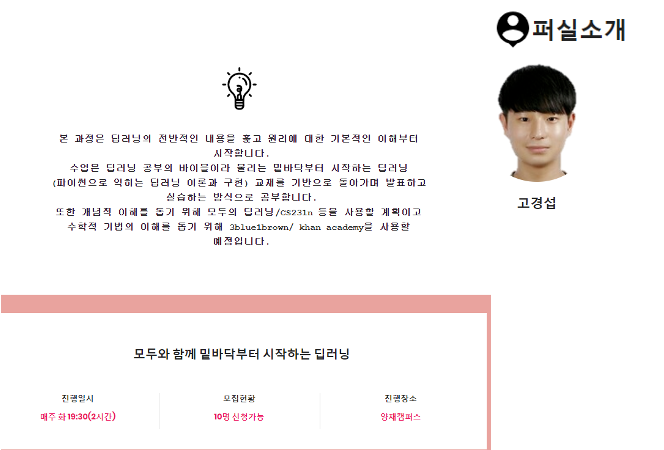 퍼실소개
본 과정은 딥러닝의 전반적인 내용을 훑고 원리에 대한 기본적인 이해부터
시작합니다.
수업은 딥러닝 공부의 바이블이라 불리는 밑바닥부터 시작하는 딥러닝
(파이썬으로 익히는 딥러닝 이론과 구현) 교재를 기반으로 돌아가며 발표하고
실습하는 방식으로 공부합니다.
또한 개념적 이해를 돕기 위해 모두의 딥러닝/CS231n 등을 사용할 계획이고
수학적 기법의 이해를 돕기 위해 3blue1brown/ khan academy을 사용할
예정입니다.
고경섭
모두와 함께 밑바닥부터 시작하는 딥러닝
진행일시 모집현황 진행장소
매주 화 19:30(2시간) 10명 신청가능 양재캠퍼스